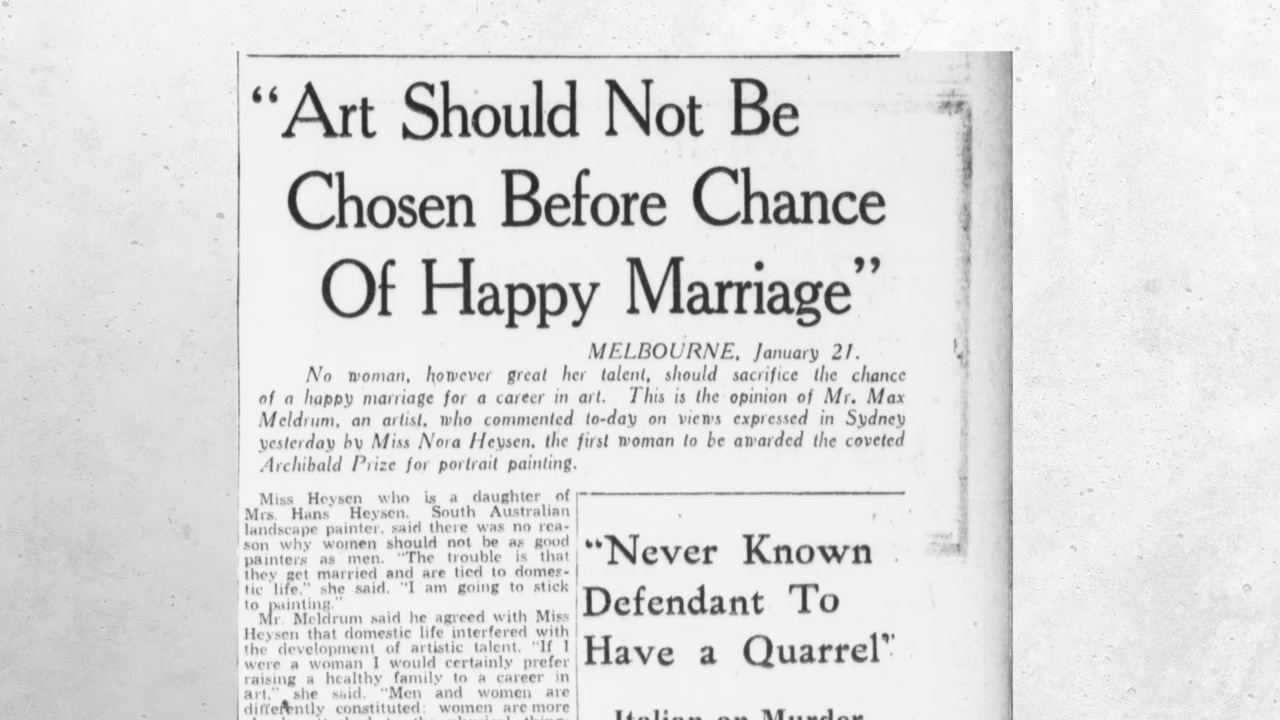 “Art Should Not Be
Chosen Before Chance
Of Happy Marriage”
MELBOURNE, January 21.
No woman, however great her talent, should sacrifice the chance
of a happy marriage for a career in art. This is the opinion of Mr. Max
Meldrum, an artist, who commented to-day on views expressed in Sydney
yesterday by Miss Nora Heysen, the first woman to be awarded the coveted
Archibald Prize for portrait painting.
Miss Heysen who is a daughter of
Mrs. Hans Heysen, South Australian
landscape painter, said there was no rea-
son why women should not be as good
painters as men. "The trouble is that
they get married and are tied to domes-
tic life," she said. "I am going to stick
to painting."
Mr. Meldrum said he agreed with Miss
Heysen that domestic life interfered with
the development of artistic talent. "If I
were a woman I would certainly prefer
raising a healthy family to a career in
art," she said. "Men and women are
differently constituted; women are more
“Never Known
Defendant To
Have a Quarrel”
Italian on Murder